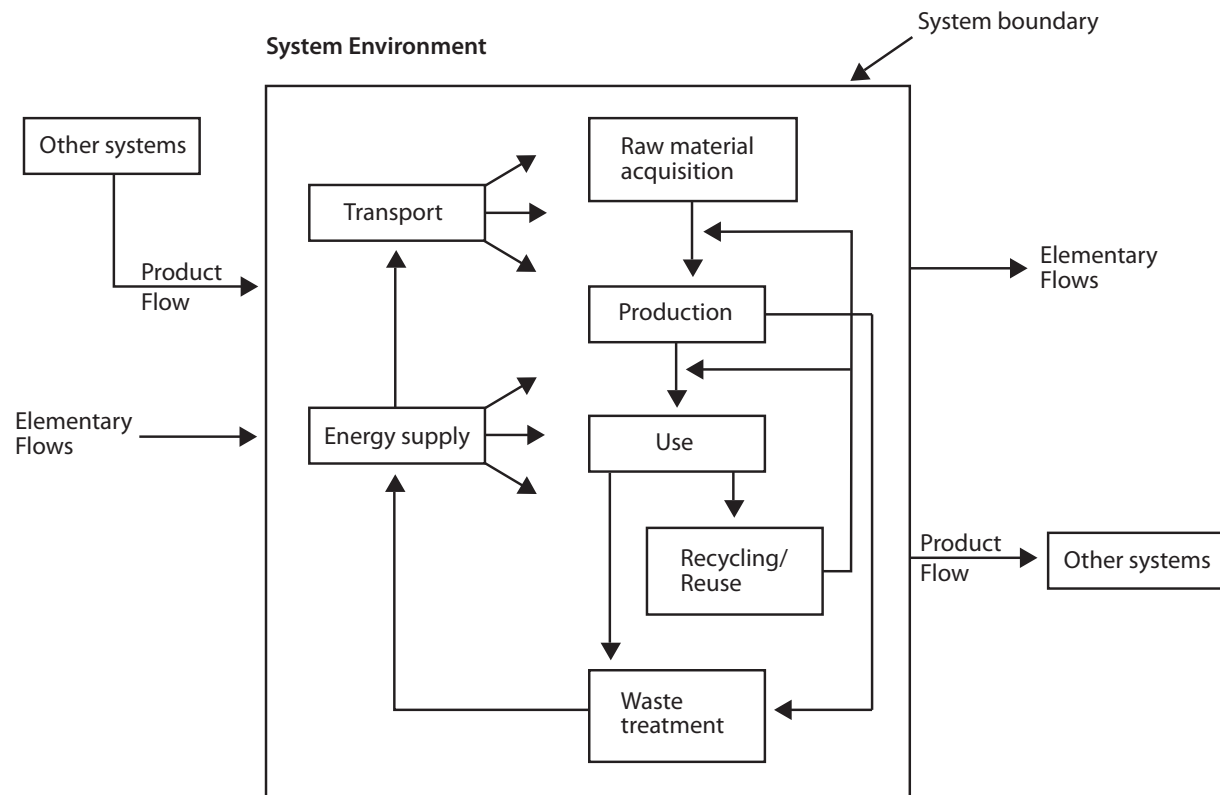 System boundary
System Environment
Other systems
Raw material
acquisition
Transport
Product
Flow
Elementary
Flows
Production
Elementary
Flows
Energy supply
Use
Recycling/
Reuse
Product
Flow
Other systems
Waste
treatment